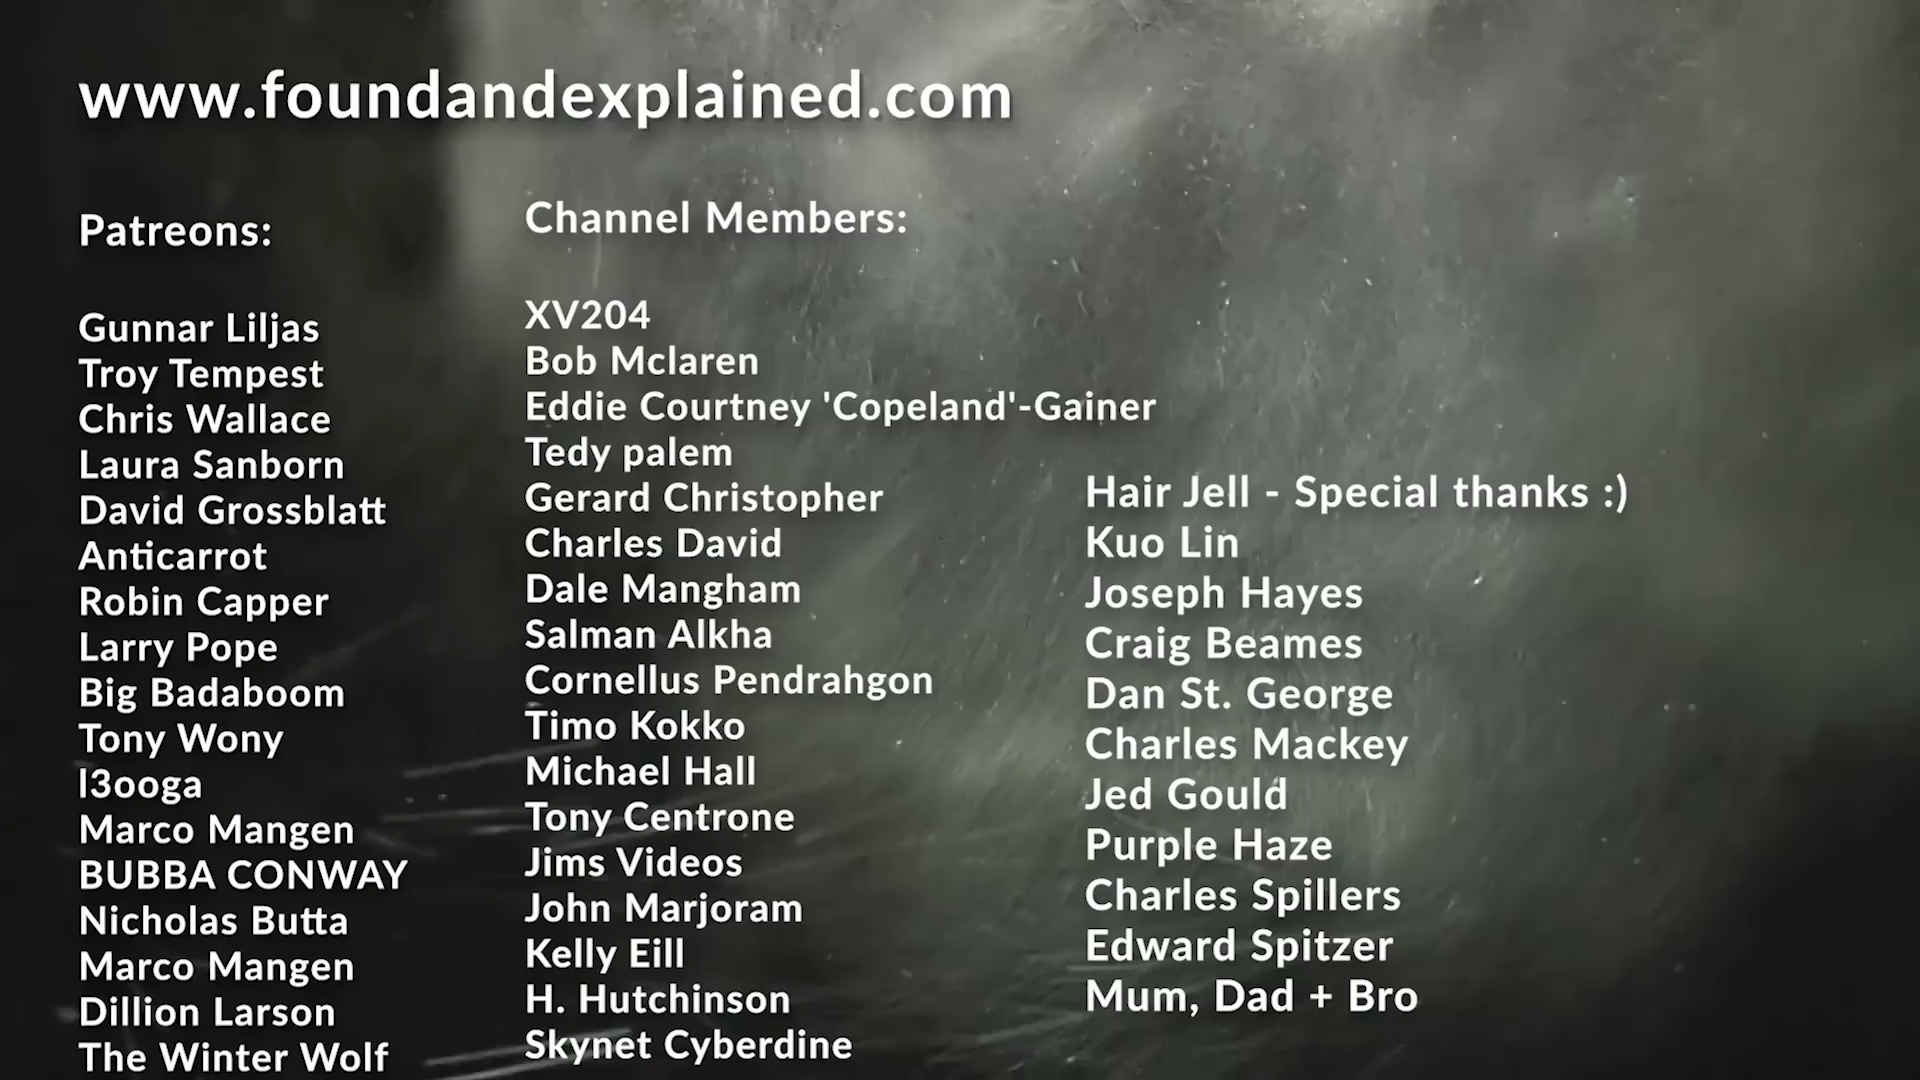 www.foundandexplained.com
Patreons:
Gunnar Liljas
Troy Tempest
Chris Wallace
Laura Sanborn
David Grossblatt
Anticarrot
Robin Capper
Larry Pope
Big Badaboom
Tony Wony
l3ooga
Marco Mangen
BUBBA CONWAY
Nicholas Butta
Marco Mangen
Dillion Larson
The Winter Wolf
Channel Members:
XV204
Bob Mclaren
Eddie Courtney 'Copeland'-Gainer
Tedy palem
Gerard Christopher
Charles David
Dale Mangham
Salman Alkha
Cornellus Pendrahgon
Timo Kokko
Michael Hall
Tony Centrone
Jims Videos
John Marjoram
Kelly Eill
H. Hutchinson
Skynet Cyberdine
Hair Jell - Special thanks :)
Kuo Lin
Joseph Hayes
Craig Beames
Dan St. George
Charles Mackey
Jed Gould
Purple Haze
Charles Spillers
Edward Spitzer
Mum, Dad + Bro